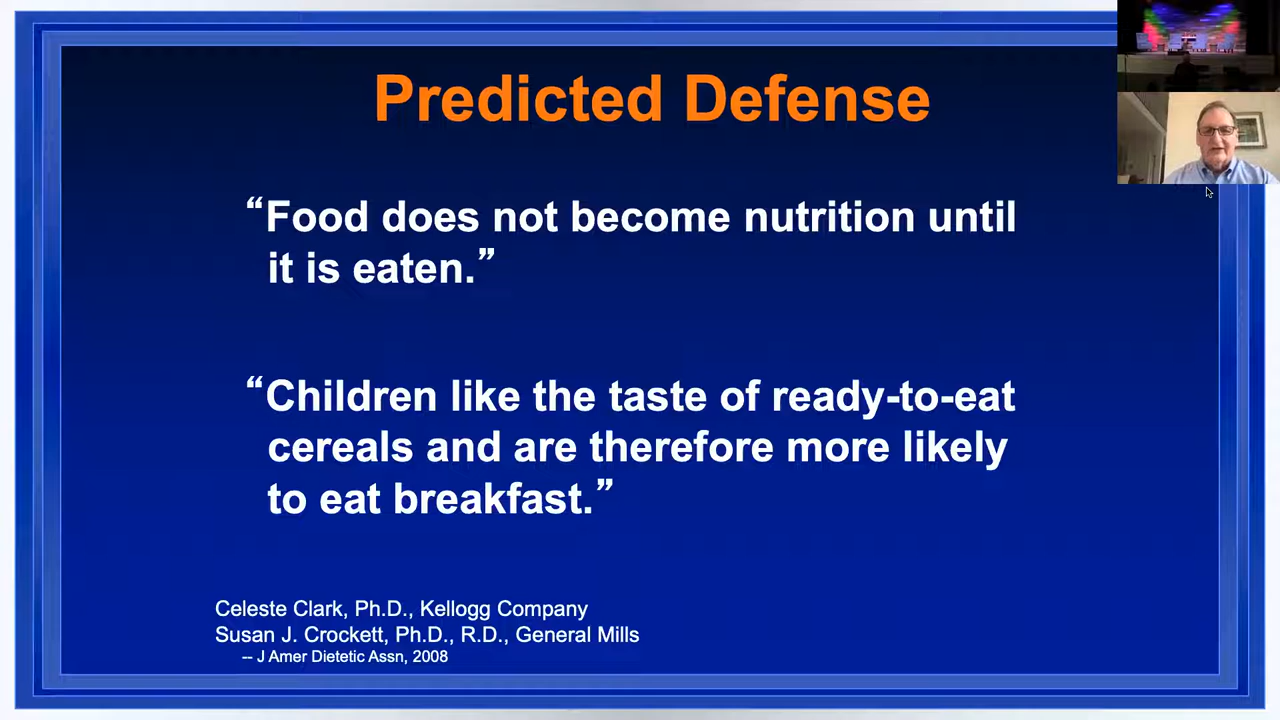 Predicted Defense
“Food does not become nutrition until
it is eaten.”
“Children like the taste of ready-to-eat
cereals and are therefore more likely
to eat breakfast.”
Celeste Clark, Ph.D., Kellogg Company
Susan J. Crockett, Ph.D., R.D., General Mills
-- J Amer Dietetic Assn, 2008